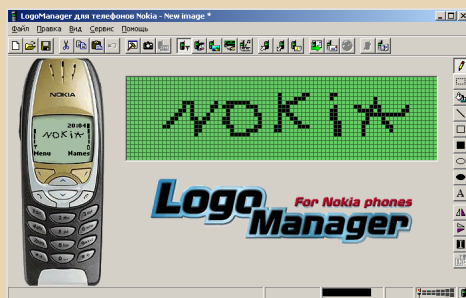 LogoManager для телефонов Nokia - New image *
Файл Правка Вид Сервис Помощь
NOKIA
20:04
NOKiA
Menu Names
NOKiA
Logo Manager
For Nokia phones
A